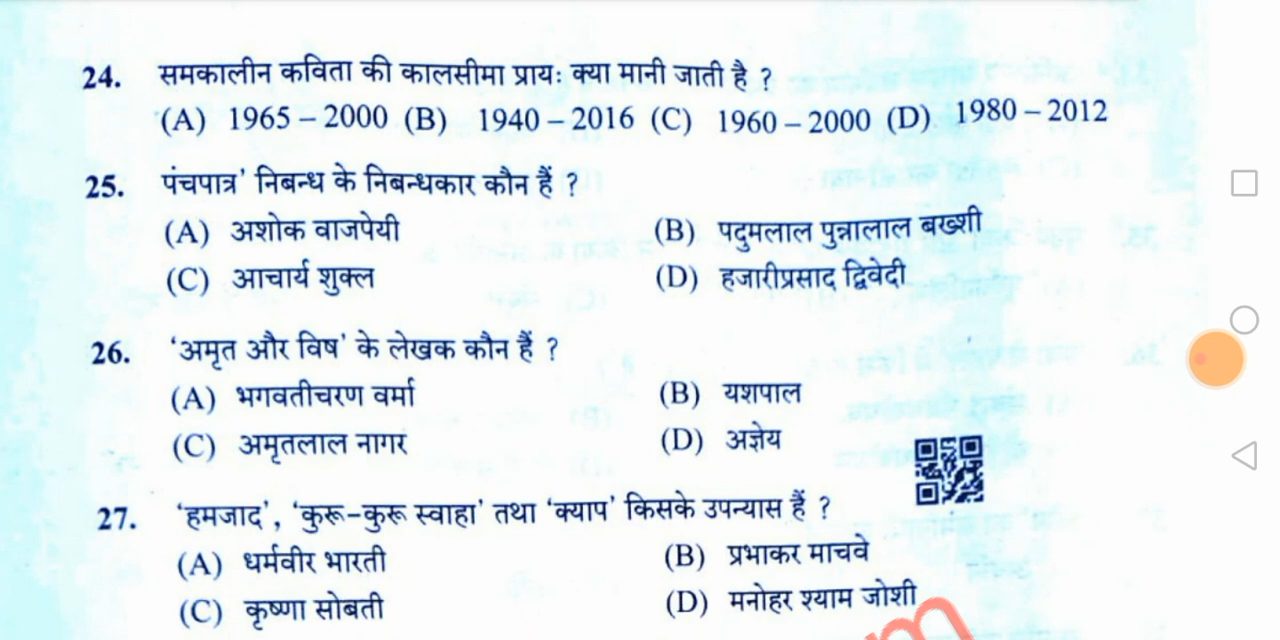 24. समकालीन कविता की कालसीमा प्रायः क्या मानी जाती है ?
(A) 1965 – 2000 (B) 1940 – 2016 (C) 1960 – 2000 (D) 1980 – 2012
25. पंचपात्र' निबन्ध के निबन्धकार कौन हैं ?
(A) अशोक वाजपेयी (B) पदुमलाल पुन्नालाल बख्शी
(C) आचार्य शुक्ल (D) हजारीप्रसाद द्विवेदी
26. 'अमृत और विष' के लेखक कौन हैं ?
(A) भगवतीचरण वर्मा (B) यशपाल
(C) अमृतलाल नागर (D) अज्ञेय
27. 'हमजाद', 'कुरू-कुरू स्वाहा' तथा 'क्याप' किसके उपन्यास हैं ?
(A) धर्मवीर भारती (B) प्रभाकर माचवे
(C) कृष्णा सोबती (D) मनोहर श्याम जोशी